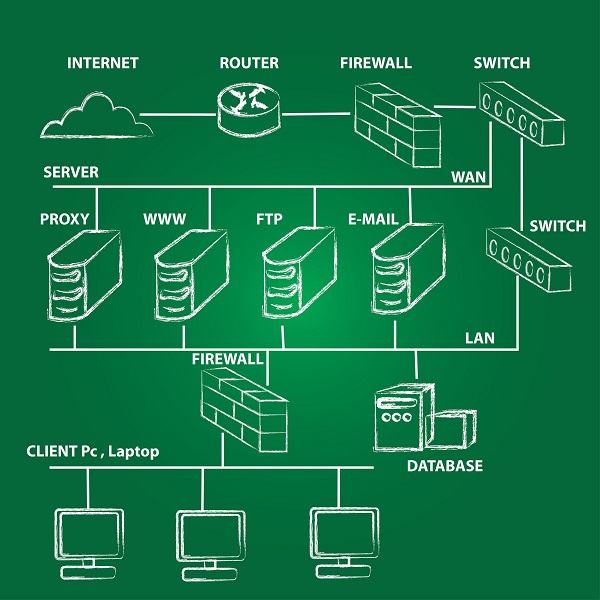 INTERNET
ROUTER
FIREWALL
SWITCH
SERVER
WAN
PROXY
WWW
FTP
E-MAIL
SWITCH
LAN
FIREWALL
CLIENT Pc , Laptop
DATABASE